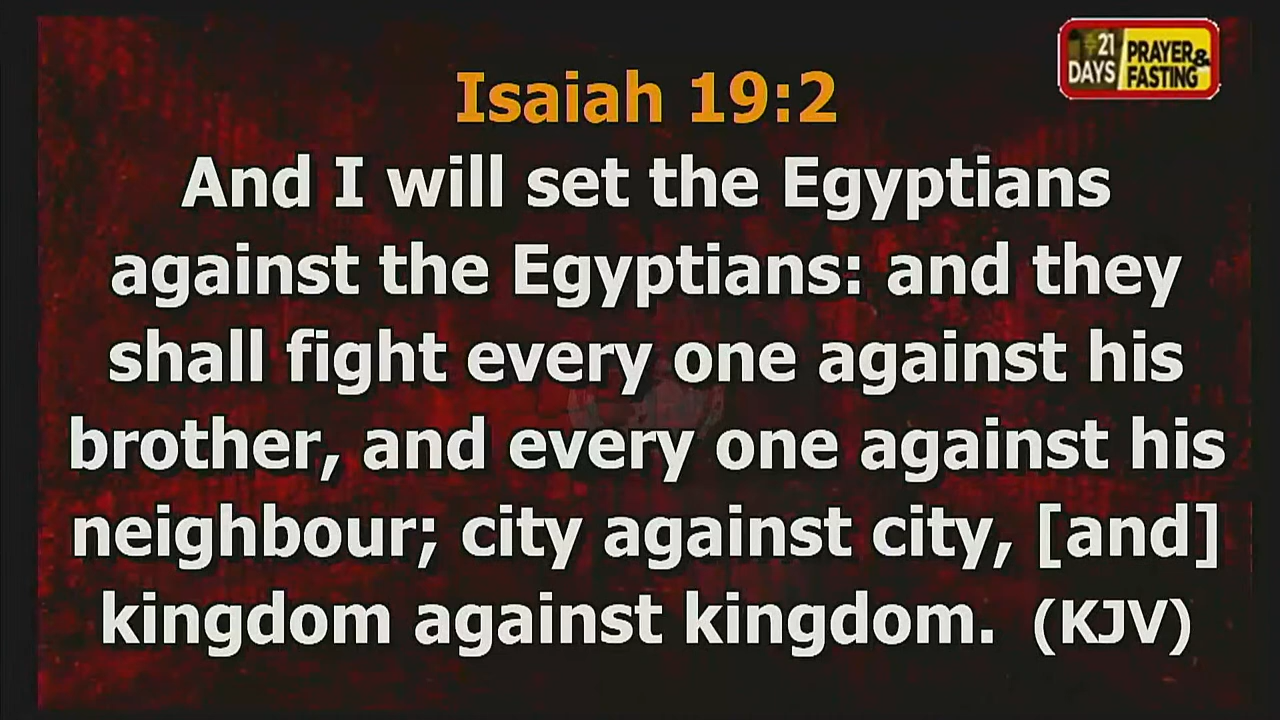 21
DAYS
PRAYER&
FASTING
Isaiah 19:2
And I will set the Egyptians
against the Egyptians: and they
shall fight every one against his
brother, and every one against his
neighbour; city against city, [and]
kingdom against kingdom. (KJV)